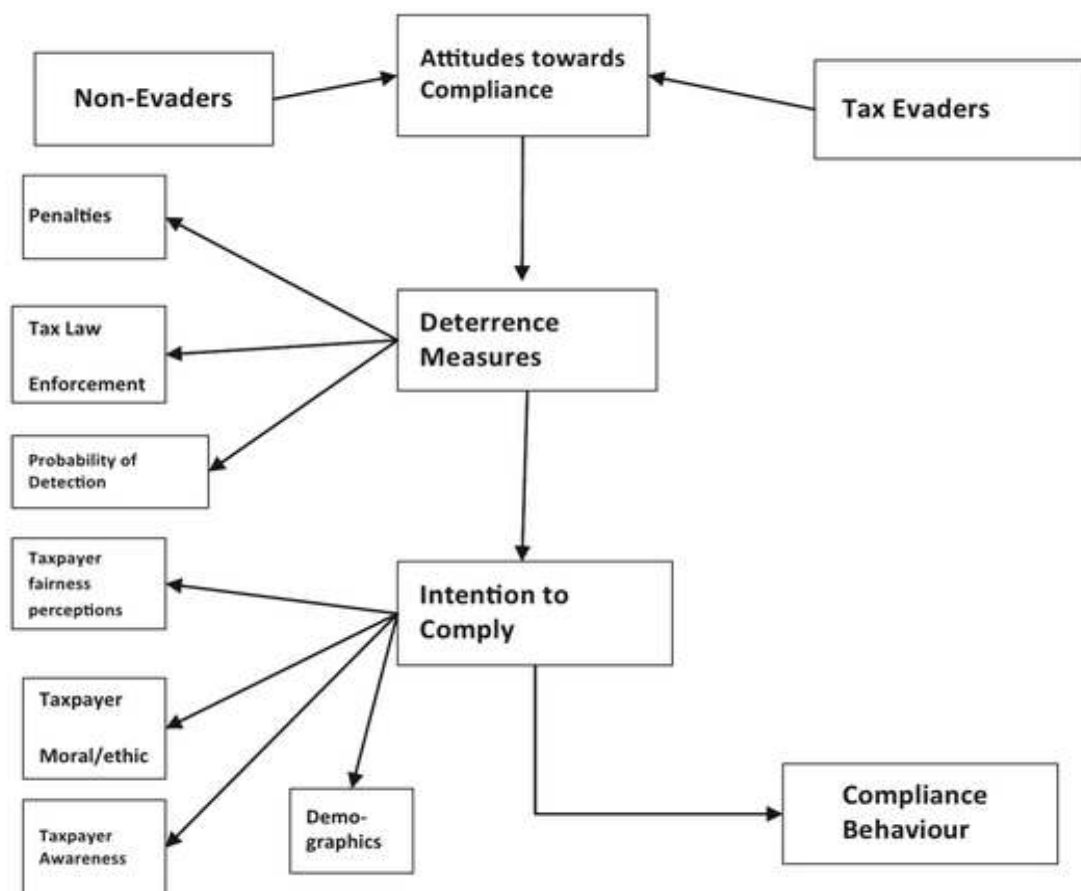 Non-Evaders
Attitudes towards
Compliance
Tax Evaders
Penalties
Tax Law
Enforcement
Deterrence
Measures
Probability of
Detection
Taxpayer
fairness
perceptions
Intention to
Comply
Taxpayer
Moral/ethic
Taxpayer
Awareness
Demo-
graphics
Compliance
Behaviour